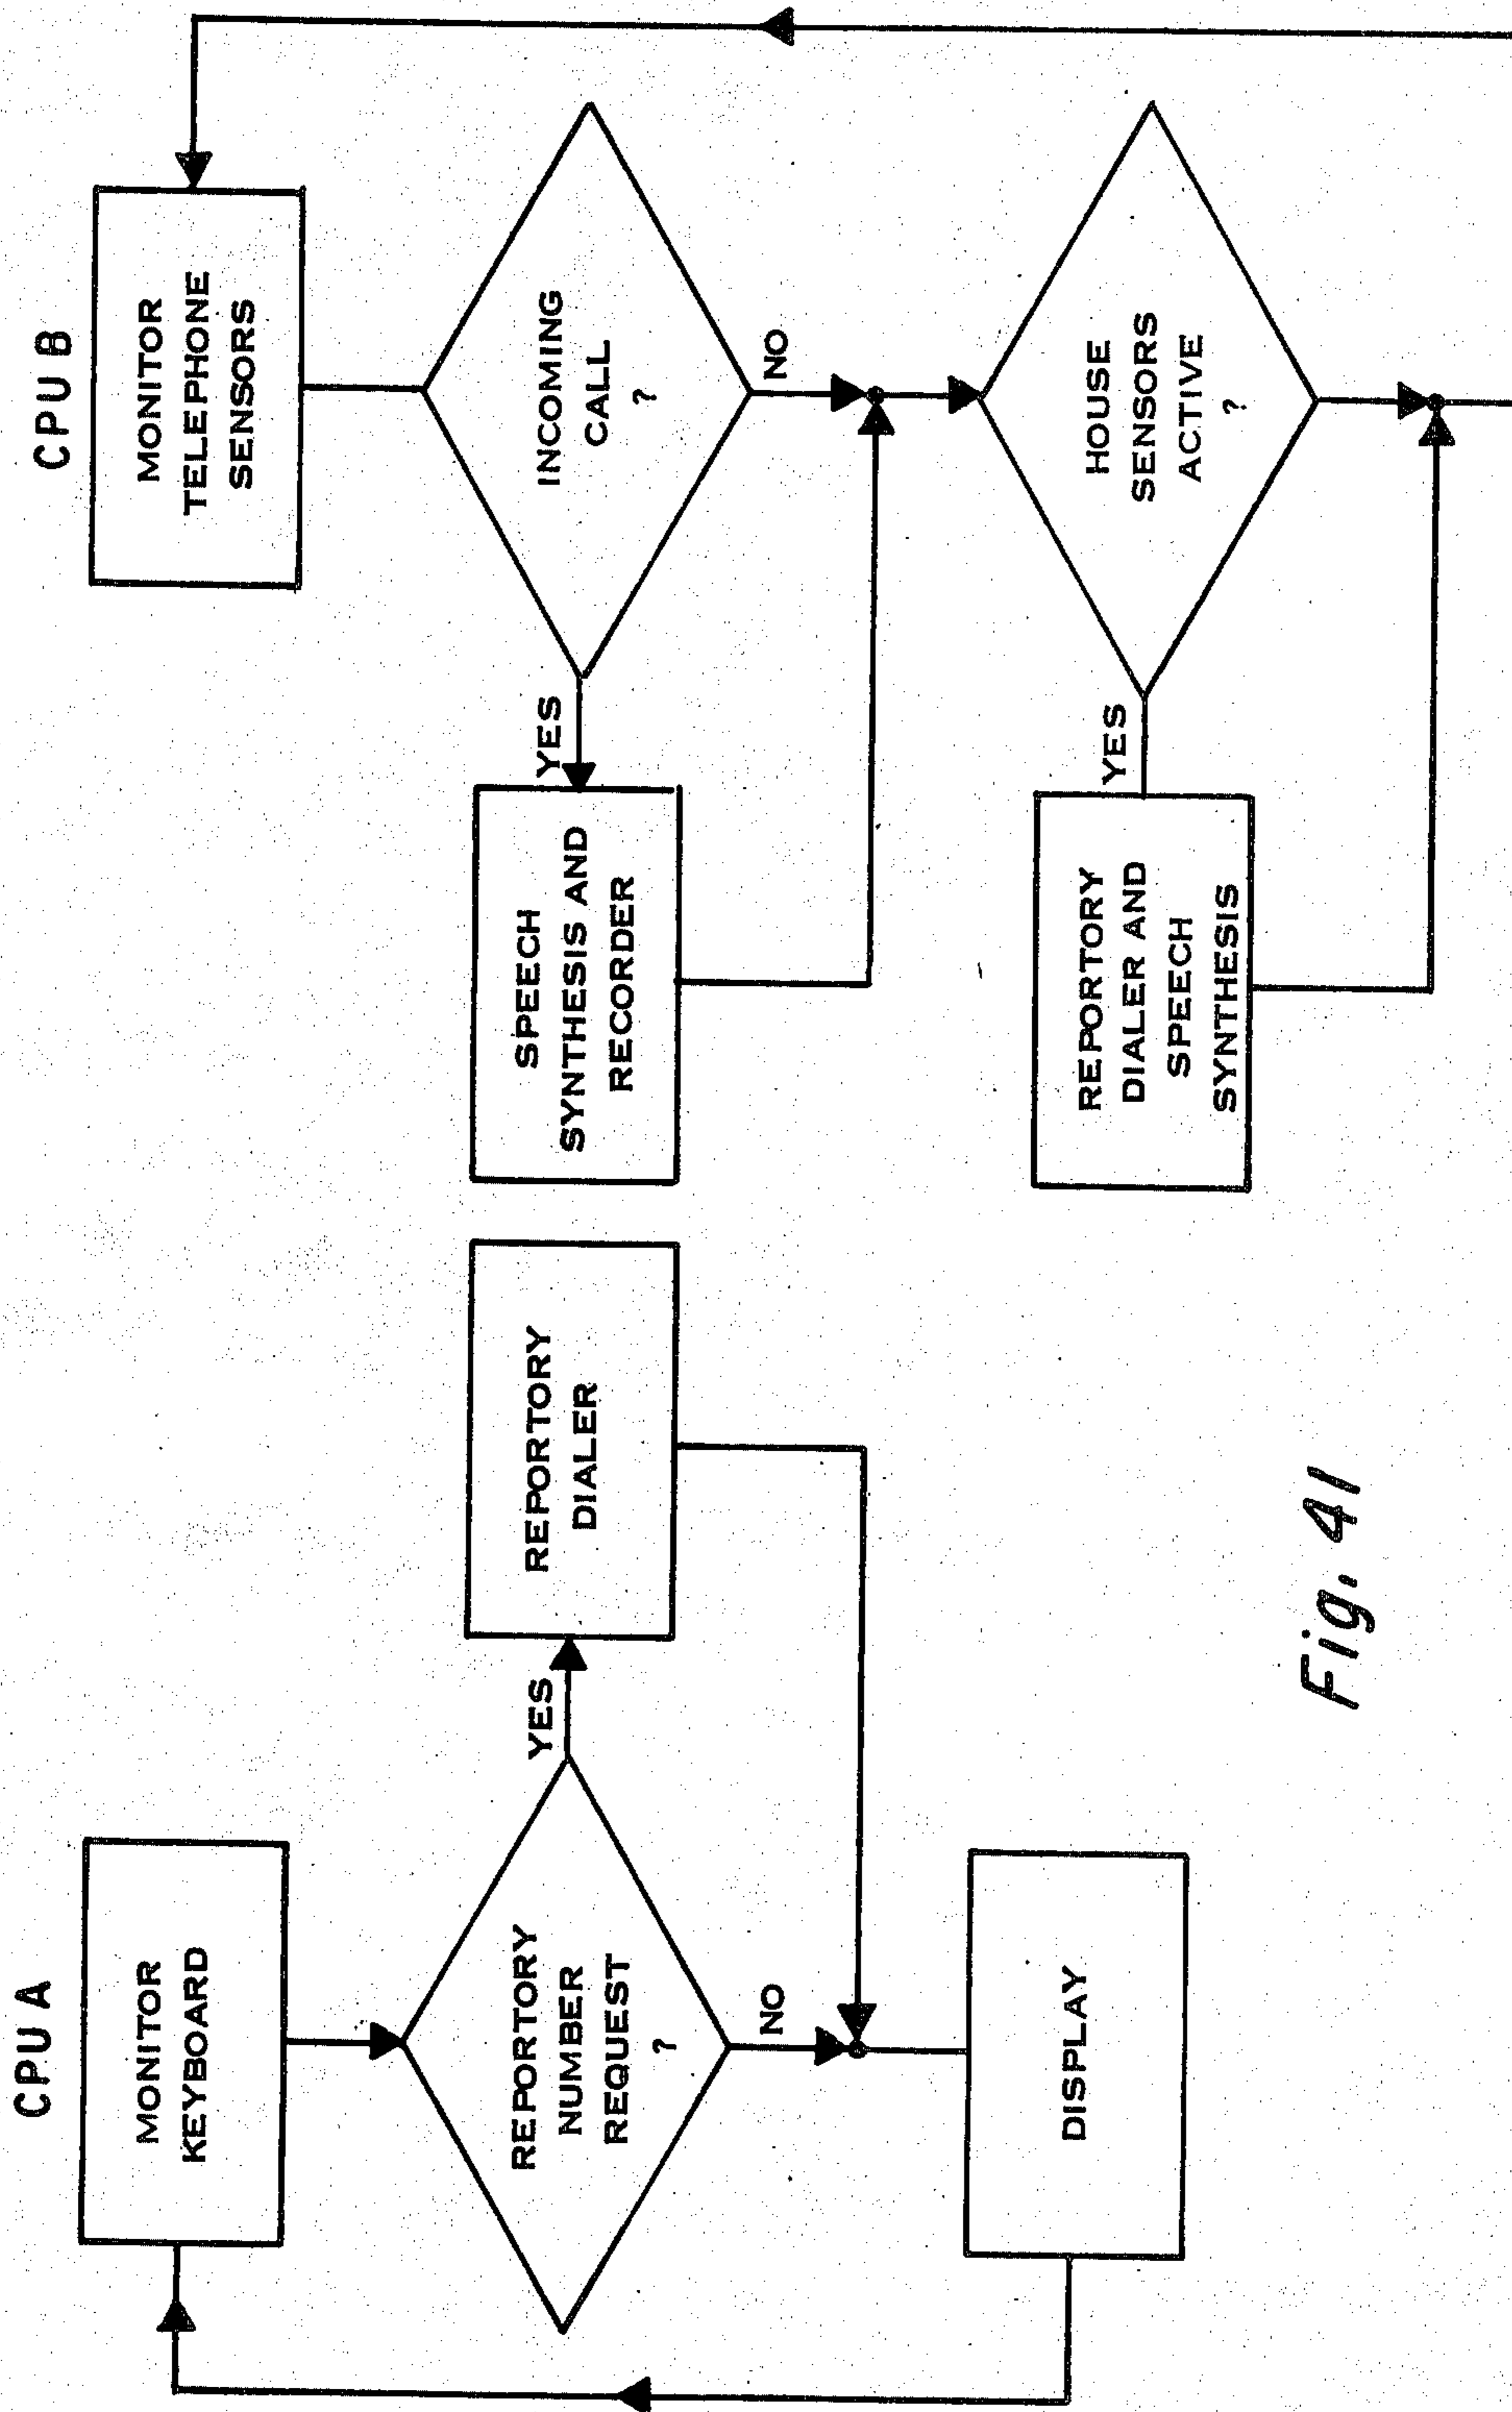 CPU A
MONITOR
KEYBOARD
REPORTORY
NUMBER
REQUEST
?
YES
NO
REPORTORY
DIALER
DISPLAY
CPU B
MONITOR
TELEPHONE
SENSORS
INCOMING
CALL
?
YES
NO
SPEECH
SYNTHESIS AND
RECORDER
HOUSE
SENSORS
ACTIVE
?
YES
REPORTORY
DIALER AND
SPEECH
SYNTHESIS
Fig. 41